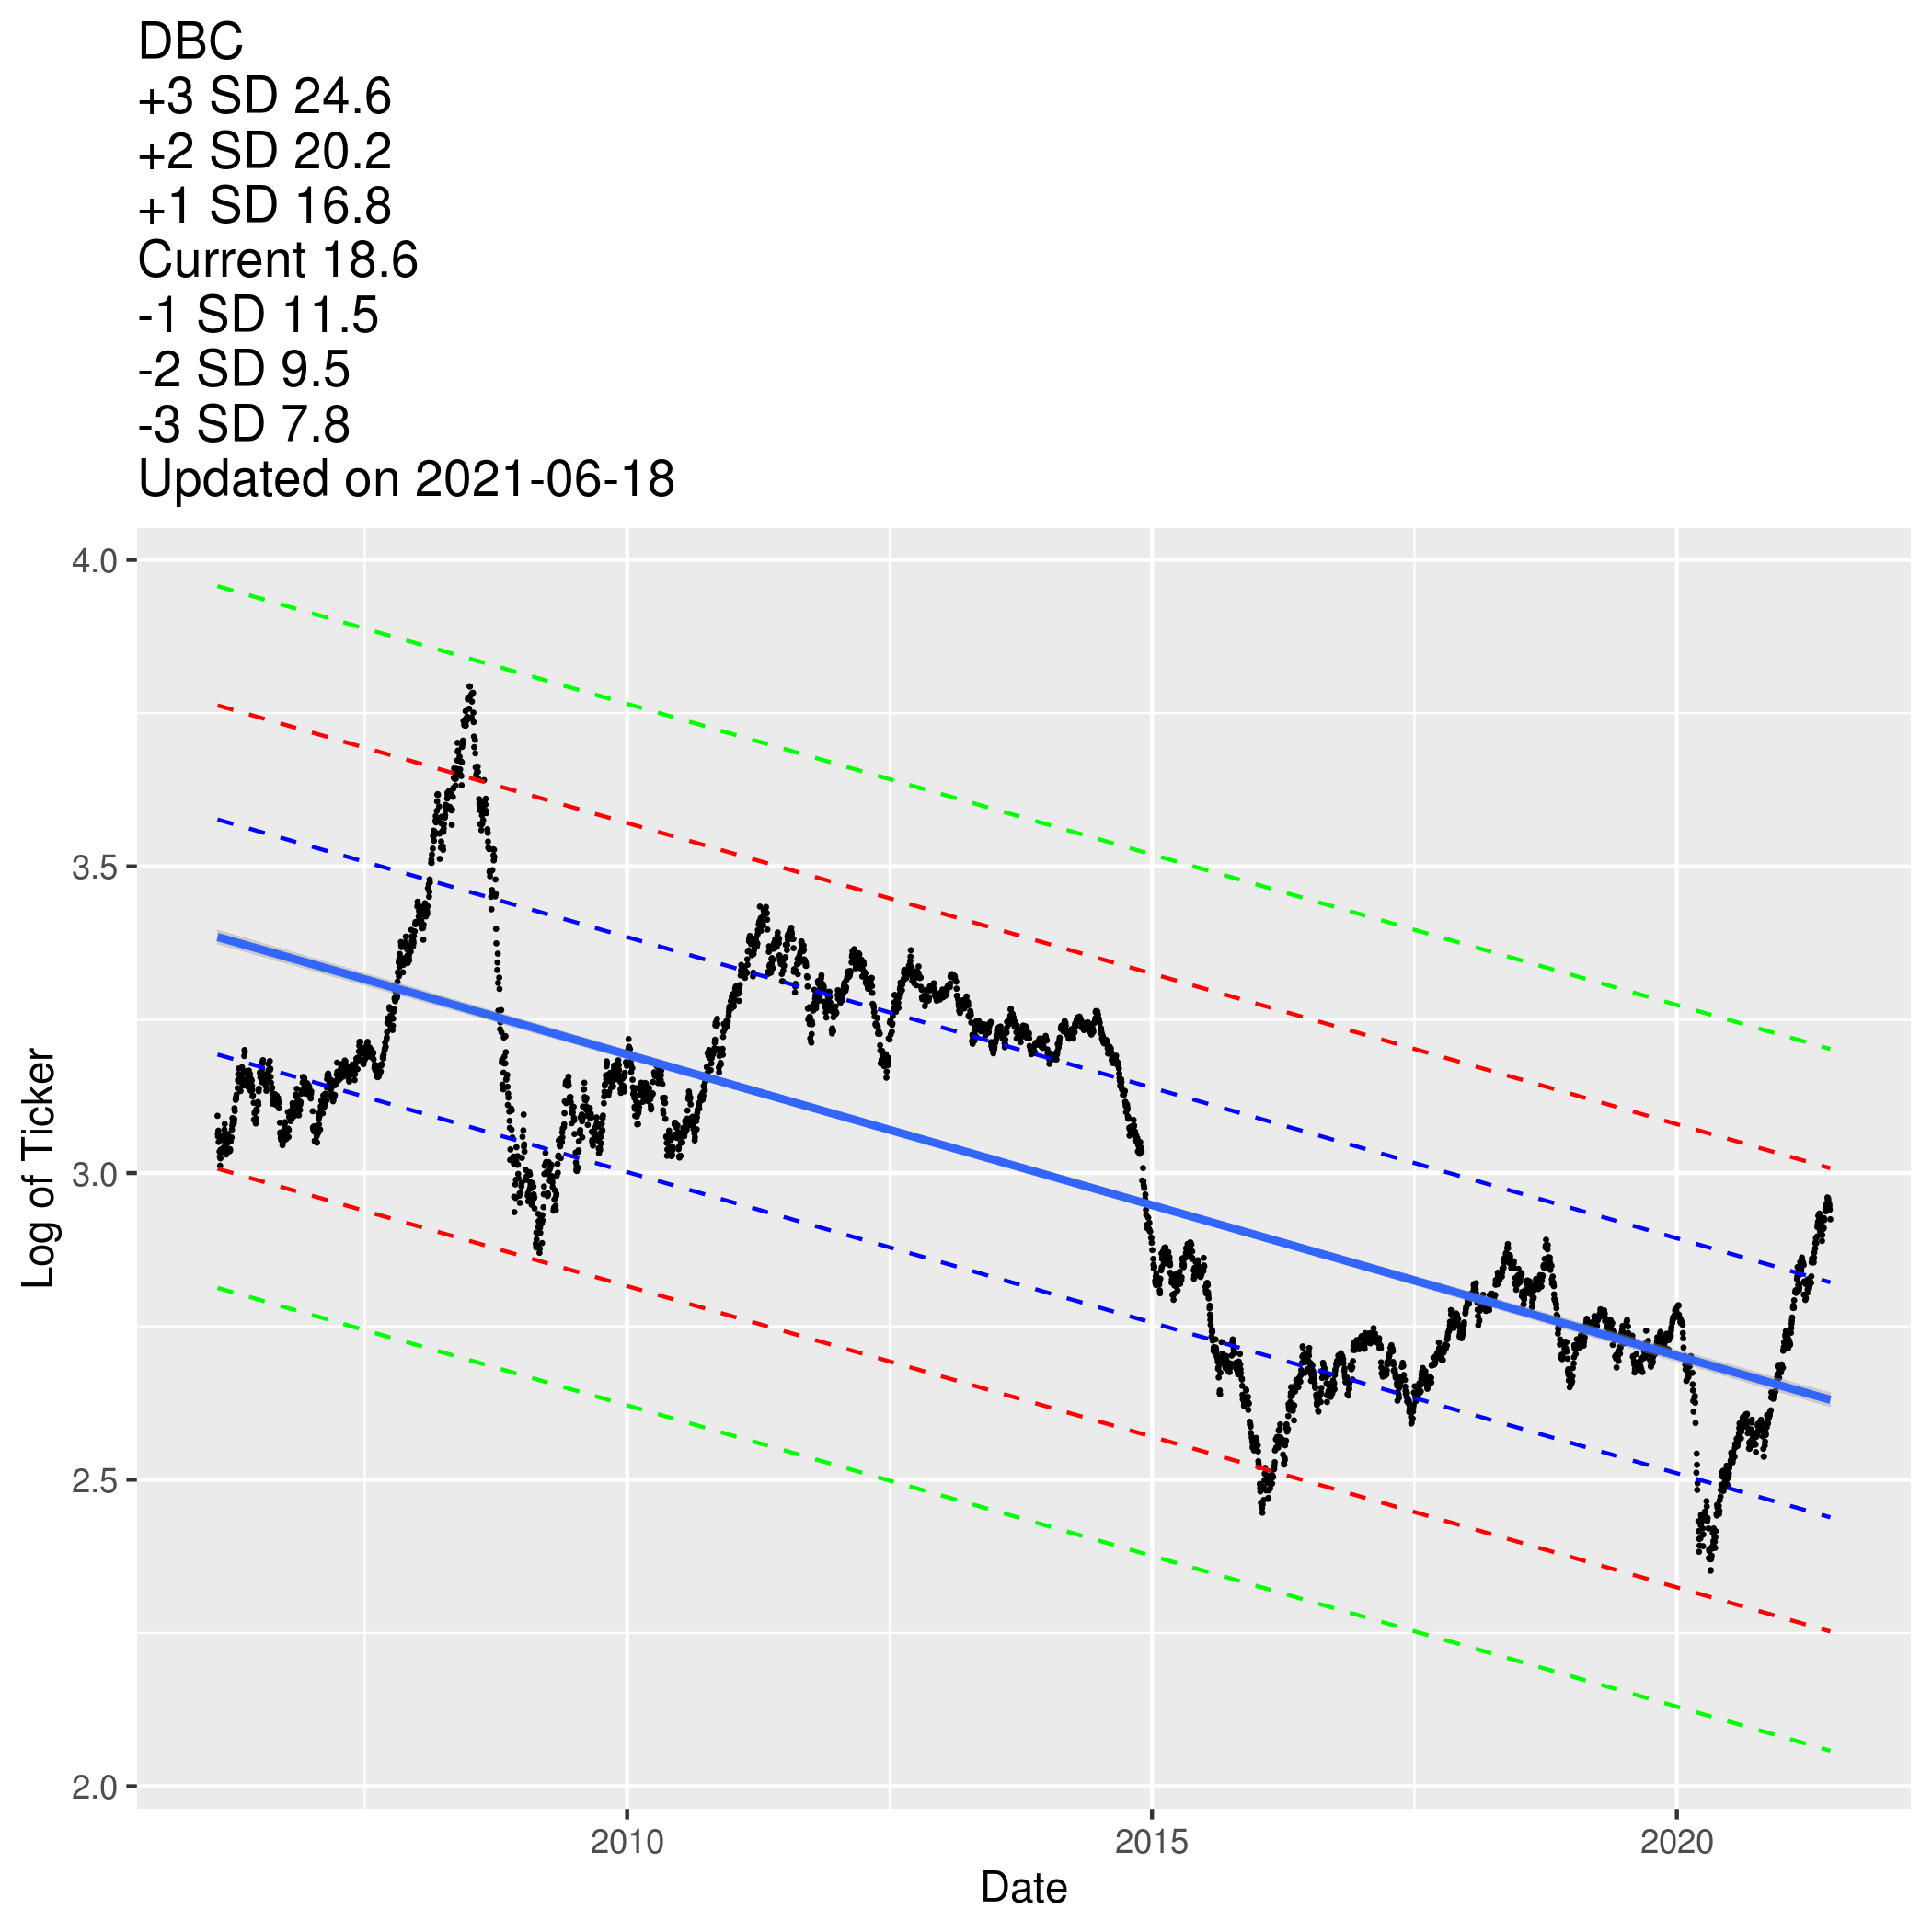 DBC
+3 SD 24.6
+2 SD 20.2
+1 SD 16.8
Current 18.6
-1 SD 11.5
-2 SD 9.5
-3 SD 7.8
Updated on 2021-06-18
4.0
3.5
3.0
2.5
2.0
Log of Ticker
2010
2015
2020
Date